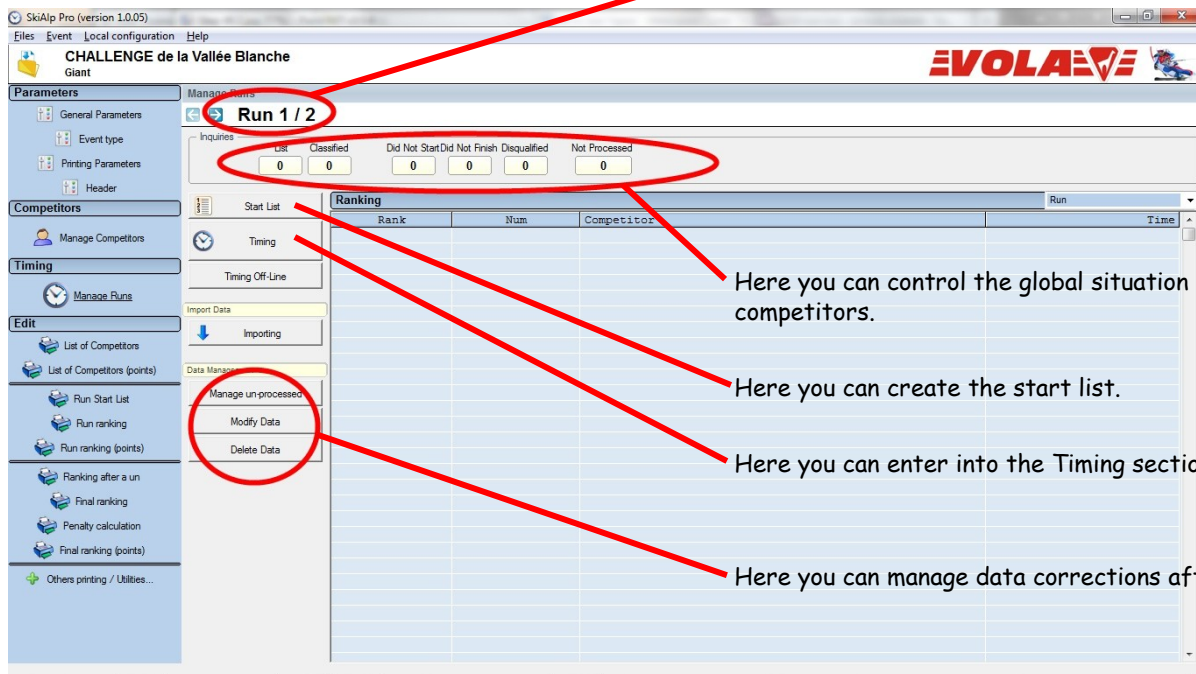 SkiAlp Pro (version 1.0.05)
Files Event Local configuration Help
CHALLENGE de la Vallée Blanche
Giant
VOLA
Parameters
General Parameters
Event type
Printing Parameters
Header
Competitors
Manage Competitors
Timing
Manage Runs
Edit
List of Competitors
List of Competitors (points)
Run Start List
Run ranking
Run ranking (points)
Ranking after a un
Final ranking
Penalty calculation
Final ranking (points)
Others printing / Utilities...
Manage Runs
Run 1 / 2
Inquiries
List Classified Did Not Start Did Not Finish Disqualified Not Processed
0 0 0 0 0 0
Start List
Timing
Timing Off-Line
Import Data
Importing
Data Manage
Manage un-processed
Modify Data
Delete Data
Ranking Run
Rank Num Competitor Time
Here you can control the global situation
competitors.
Here you can create the start list.
Here you can enter into the Timing sectio
Here you can manage data corrections aft